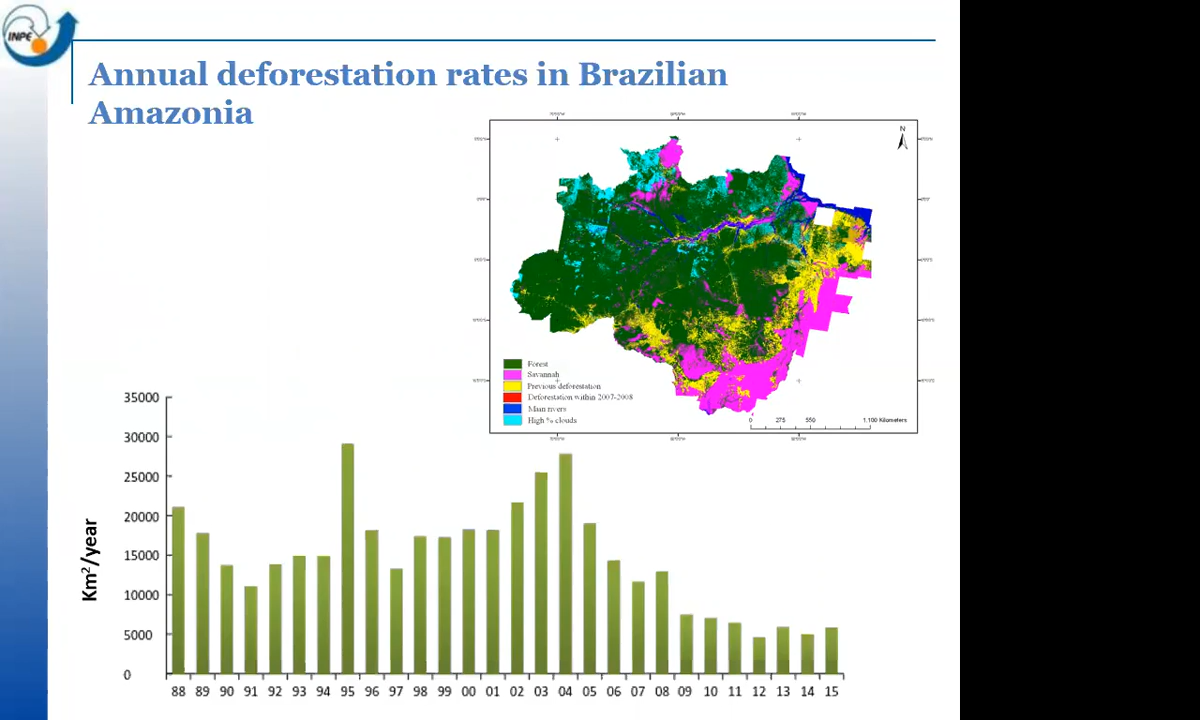 INPE
Annual deforestation rates in Brazilian
Amazonia
N
Forest
Savannah
Previous deforestation
Deforestation within 2007-2008
Main rivers
High % clouds
0 275 550 1.100 Kilometers
Km²/year
35000
30000
25000
20000
15000
10000
5000
0
88 89 90 91 92 93 94 95 96 97 98 99 00 01 02 03 04 05 06 07 08 09 10 11 12 13 14 15